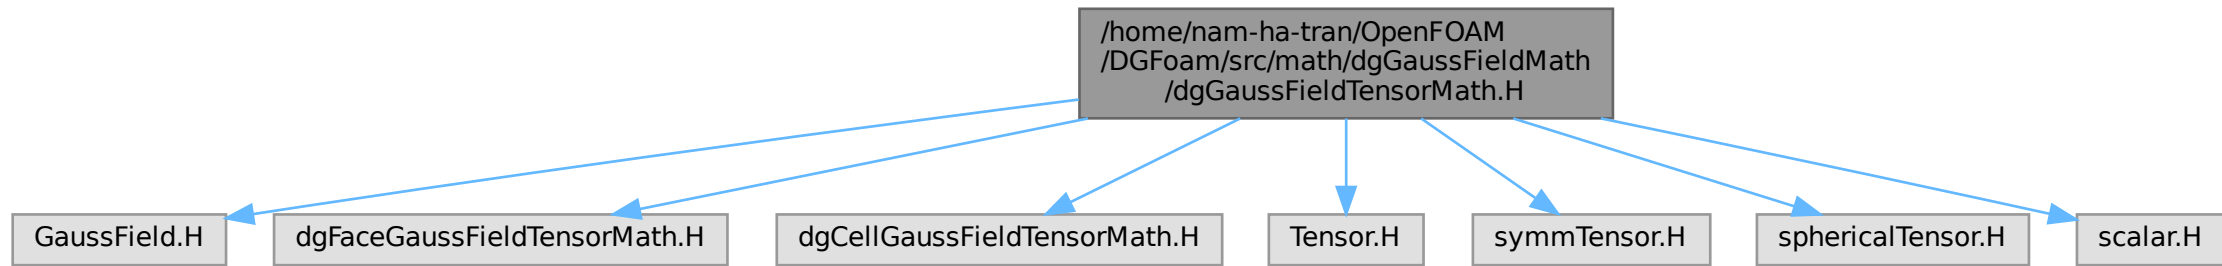 /home/nam-ha-tran/OpenFOAM
/DGFoam/src/math/dgGaussFieldMath
/dgGaussFieldTensorMath.H
GaussField.H
dgFaceGaussFieldTensorMath.H
dgCellGaussFieldTensorMath.H
Tensor.H
symmTensor.H
sphericalTensor.H
scalar.H